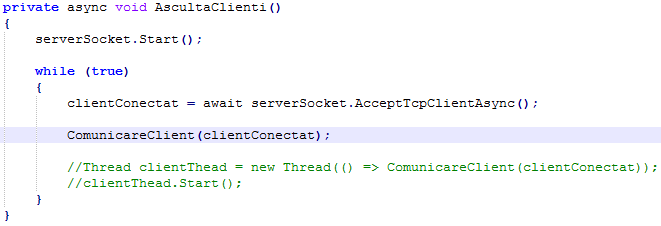 private async void AscultaClienti()
{
    serverSocket.Start();
    while (true)
    {
        clientConectat = await serverSocket.AcceptTcpClientAsync();
        ComunicareClient(clientConectat);
        //Thread clientThead = new Thread(() => ComunicareClient(clientConectat));
        //clientThead.Start();
    }
}